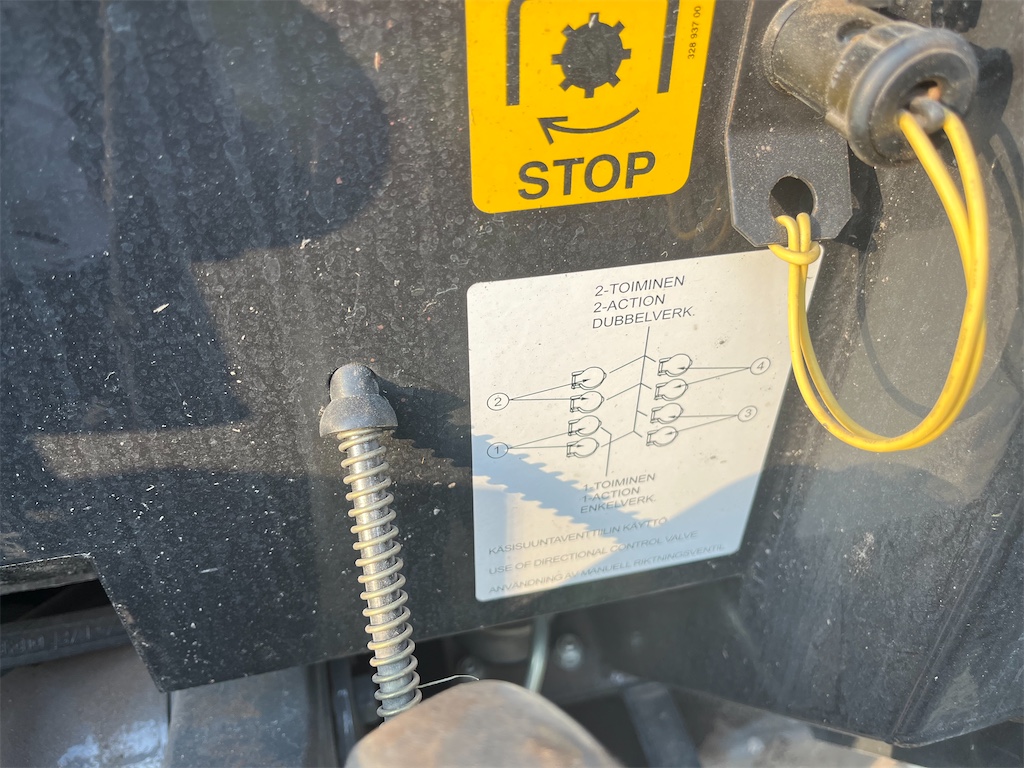 328 937 00
STOP
2-TOIMINEN
2-ACTION
DUBBELVERK.
2
4
3
1
1-TOIMINEN
1-ACTION
ENKELVERK.
KÄSISUUNTAVENTTIILIN KÄYTTÖ
USE OF DIRECTIONAL CONTROL VALVE
ANVÄNDNING AV MANUELL RIKTNINGSVENTIL